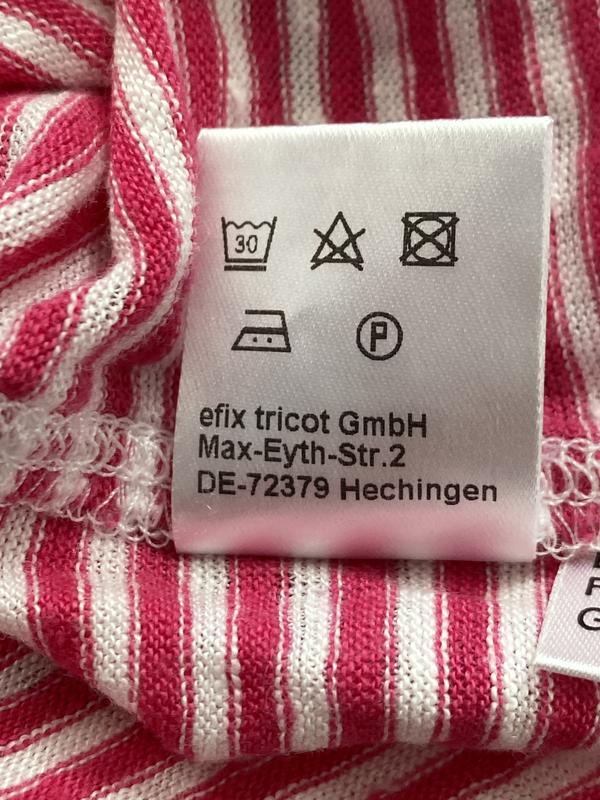 30
P
efix tricot GmbH
Max-Eyth-Str.2
DE-72379 Hechingen
G